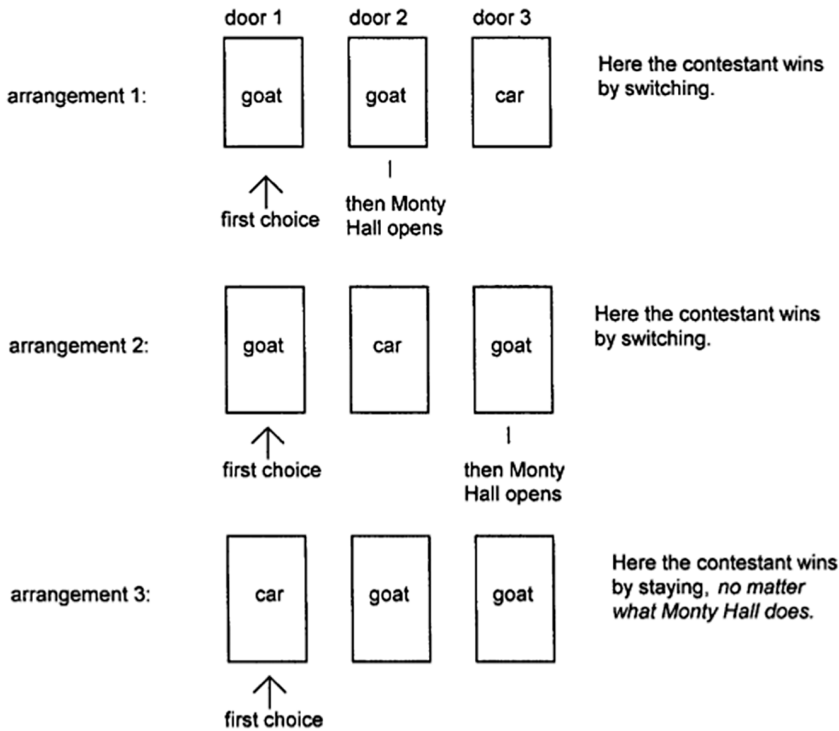 door 1 door 2 door 3
arrangement 1:
goat goat car
Here the contestant wins
by switching.
first choice
then Monty
Hall opens
arrangement 2:
goat car goat
Here the contestant wins
by switching.
first choice
then Monty
Hall opens
arrangement 3:
car goat goat
Here the contestant wins
by staying, no matter
what Monty Hall does.
first choice